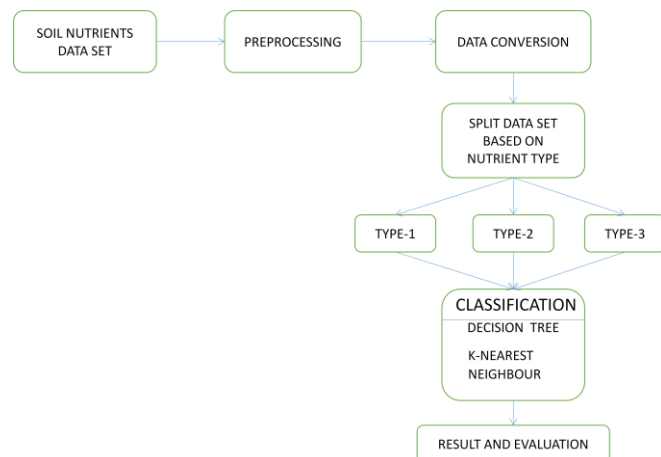 SOIL NUTRIENTS
DATA SET
PREPROCESSING
DATA CONVERSION
SPLIT DATA SET
BASED ON
NUTRIENT TYPE
TYPE-1
TYPE-2
TYPE-3
CLASSIFICATION
DECISION TREE
K-NEAREST
NEIGHBOUR
RESULT AND EVALUATION